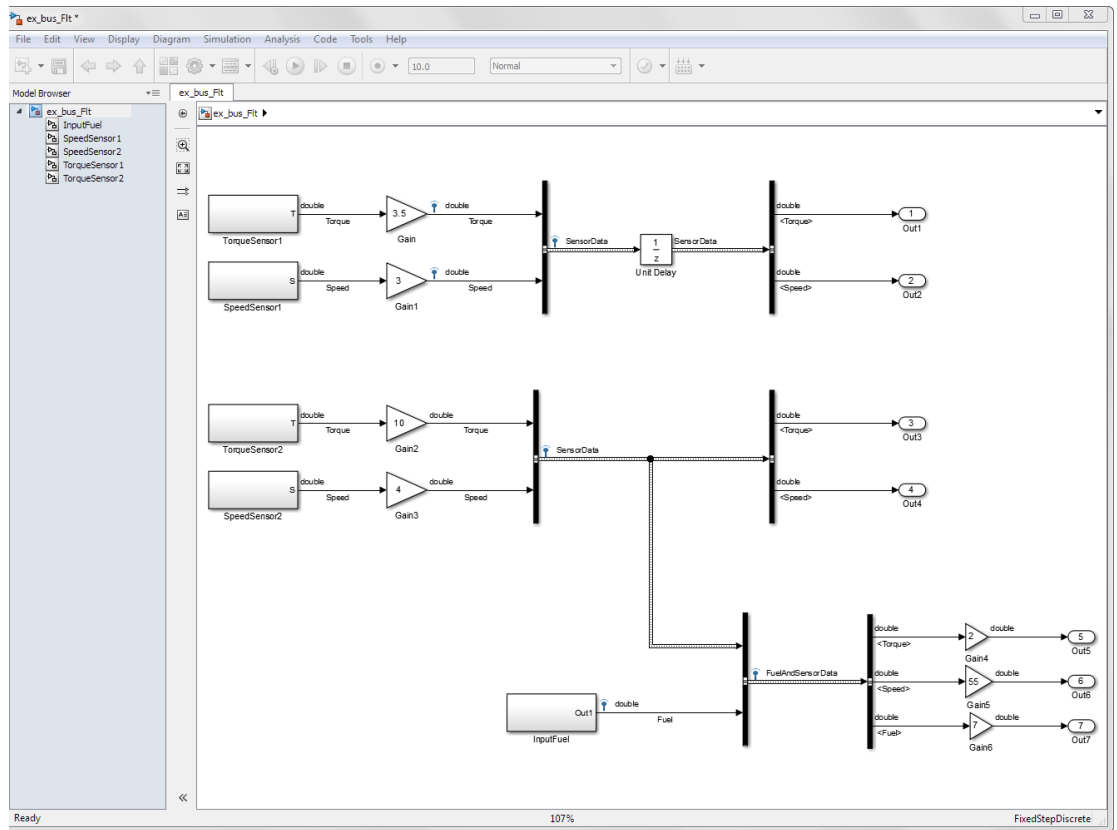 ex_bus_Flt *
File Edit View Display Diagram Simulation Analysis Code Tools Help
10.0 Normal
Model Browser
ex_bus_Flt
ex_bus_Flt
InputFuel
SpeedSensor1
SpeedSensor2
TorqueSensor1
TorqueSensor2
ex_bus_Flt
T double Torque
TorqueSensor1
3.5 double Torque
Gain
S double Speed
SpeedSensor1
3 double Speed
Gain1
SensorData
1
z
Unit Delay
SensorData
double
<Torque>
1
Out1
double
<Speed>
2
Out2
T double Torque
TorqueSensor2
10 double Torque
Gain2
S double Speed
SpeedSensor2
4 double Speed
Gain3
SensorData
double
<Torque>
3
Out3
double
<Speed>
4
Out4
Out1 double Fuel
InputFuel
FuelAndSensorData
double
<Torque>
2 double
Gain4
5
Out5
double
<Speed>
55 double
Gain5
6
Out6
double
<Fuel>
7 double
Gain6
7
Out7
Ready 107% FixedStepDiscrete